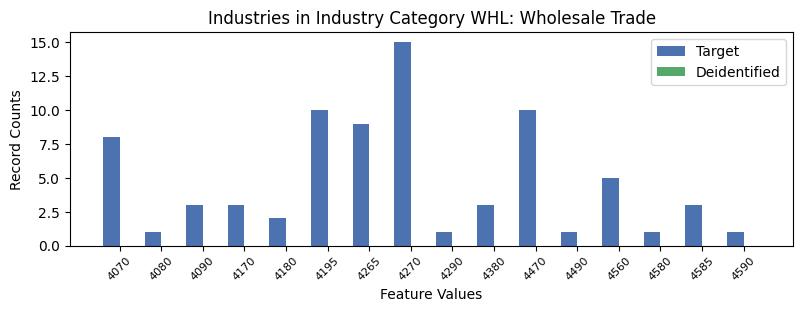 Industries in Industry Category WHL: Wholesale Trade
Target
Deidentified
Record Counts
15.0
12.5
10.0
7.5
5.0
2.5
0.0
4070 4080 4090 4170 4180 4195 4265 4270 4290 4380 4470 4490 4560 4580 4585 4590
Feature Values